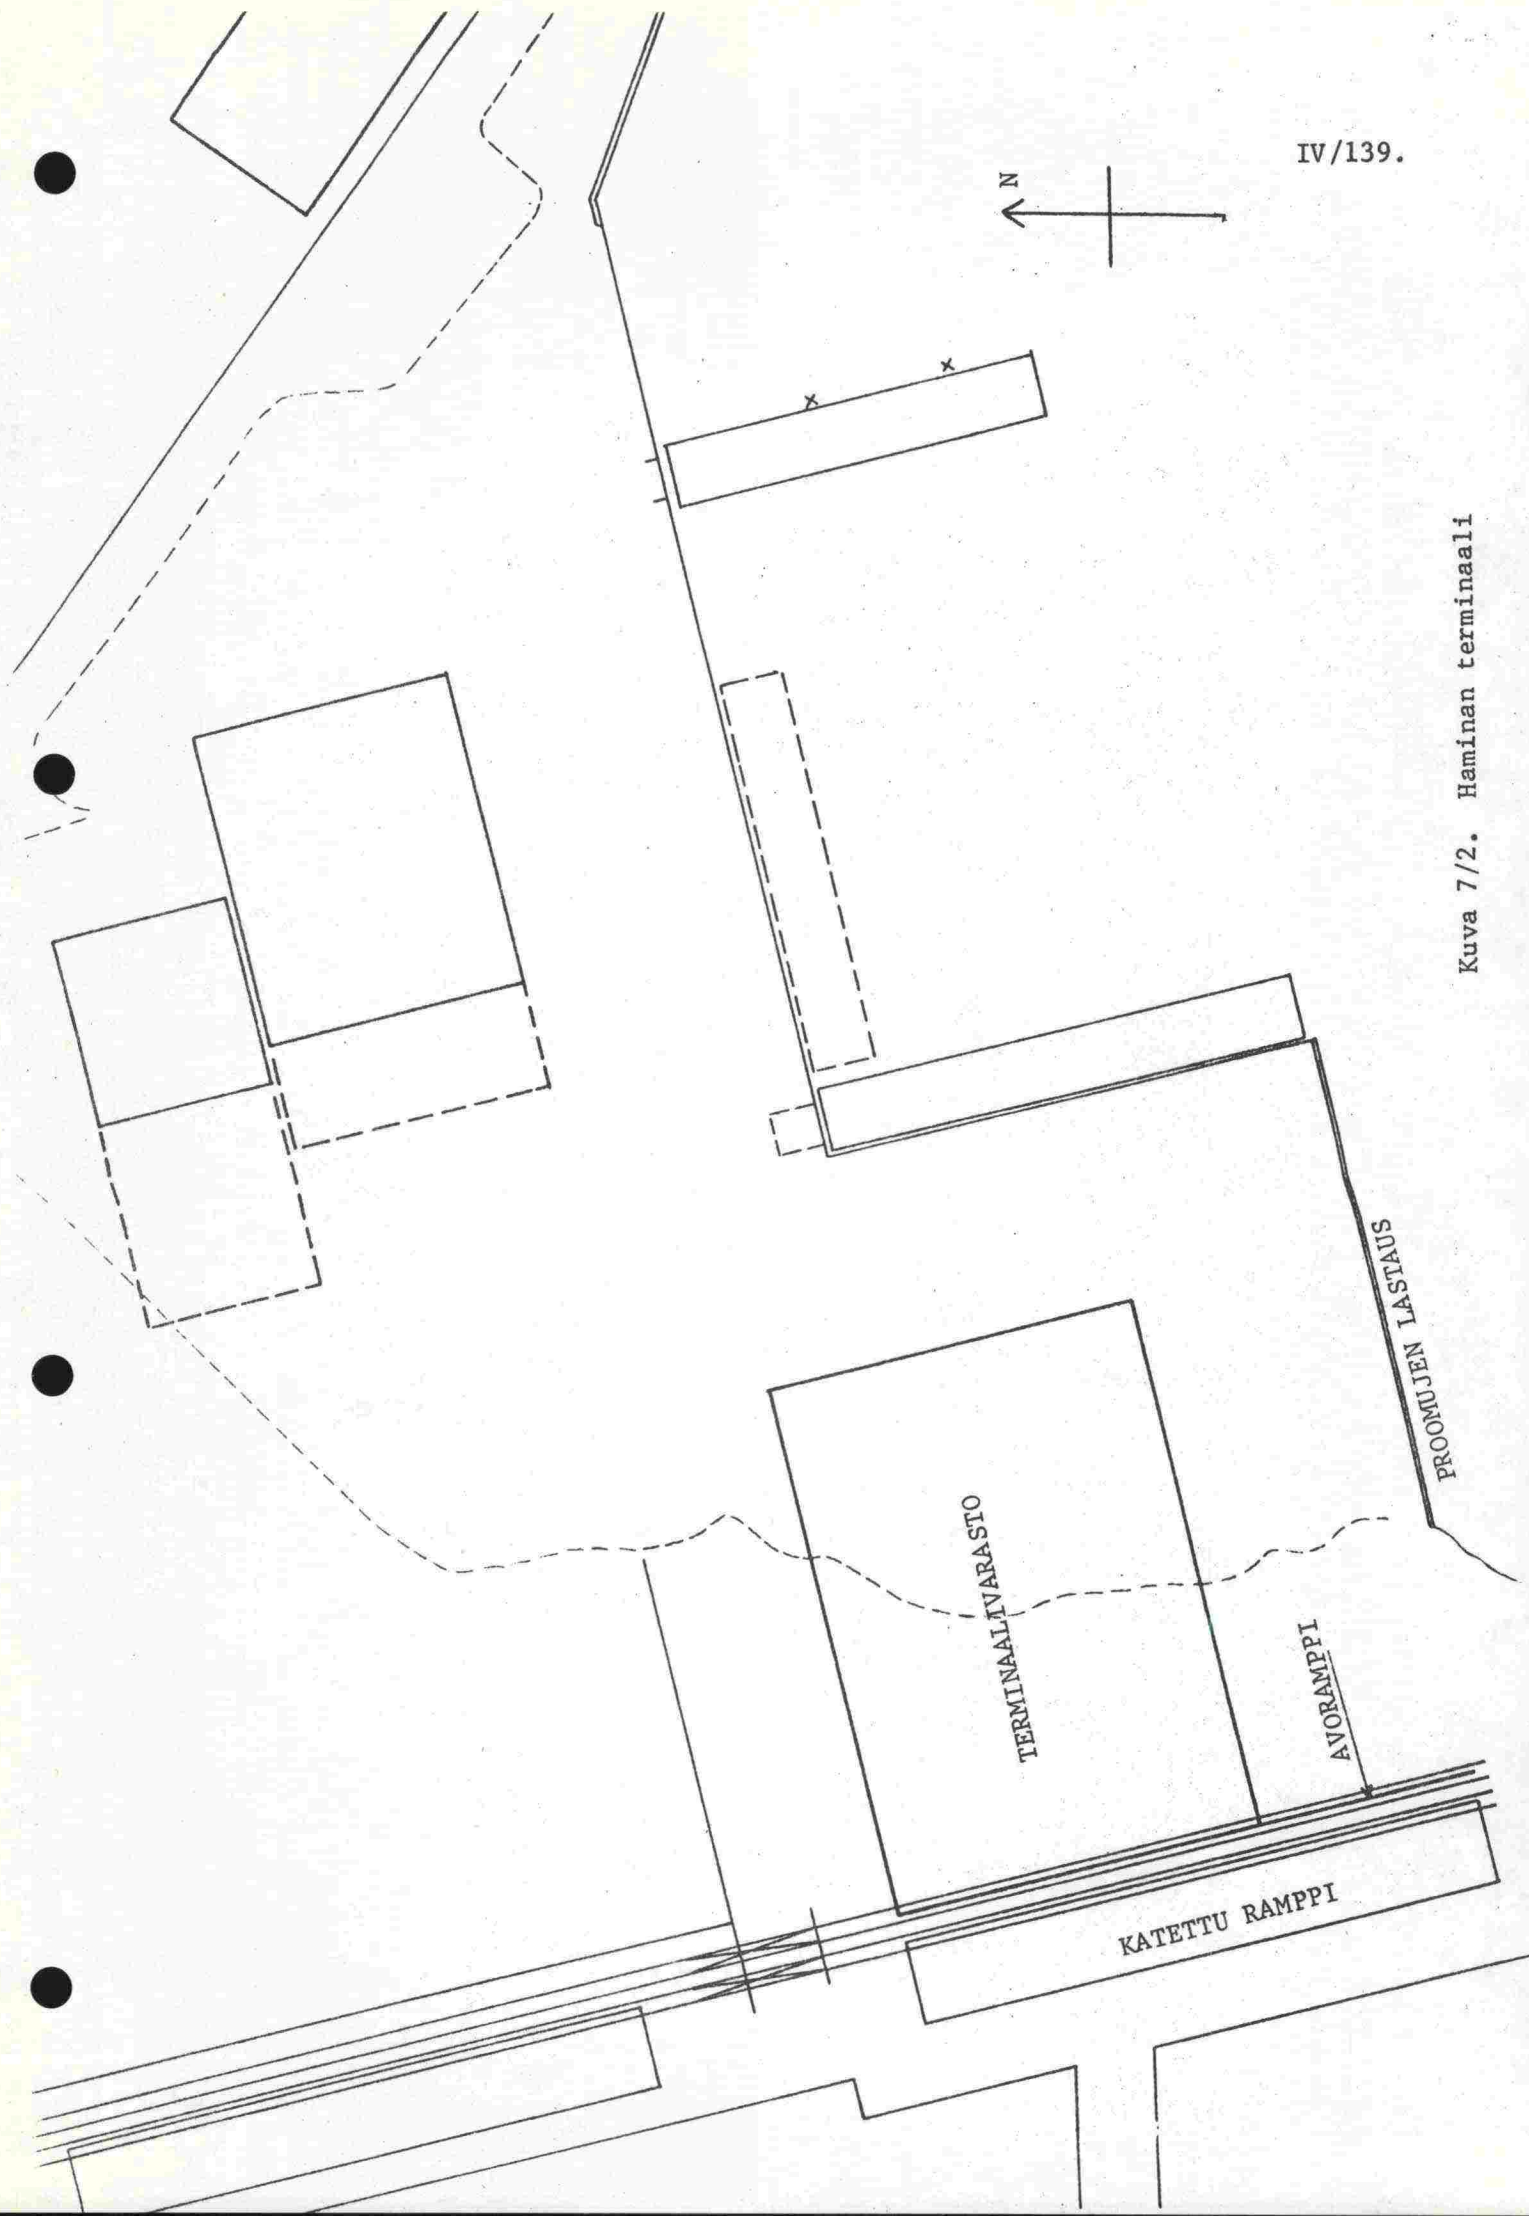 IV/139.
N
PROOMUJEN LASTAUS
TERMINAALIVARASTO
AVORAMPPI
KATETTU RAMPPI
Kuva 7/2. Haminan terminaali